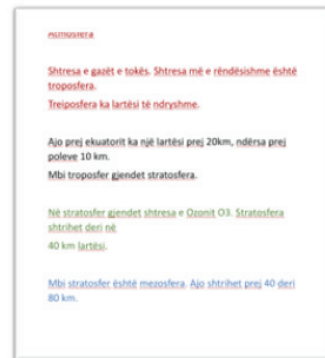 Atmosfera
Shtresa e gazët e tokës. Shtresa më e rëndësishme është
troposfera.
Treiposfera ka lartësi të ndryshme.
Ajo prej ekuatorit ka një lartësi prej 20km, ndërsa prej
poleve 10 km.
Mbi troposfer gjendet stratosfera.
Në stratosfer gjendet shtresa e Ozonit O3. Stratosfera
shtrihet deri në
40 km lartësi.
Mbi stratosfer është mezosfera. Ajo shtrihet prej 40 deri
80 km.